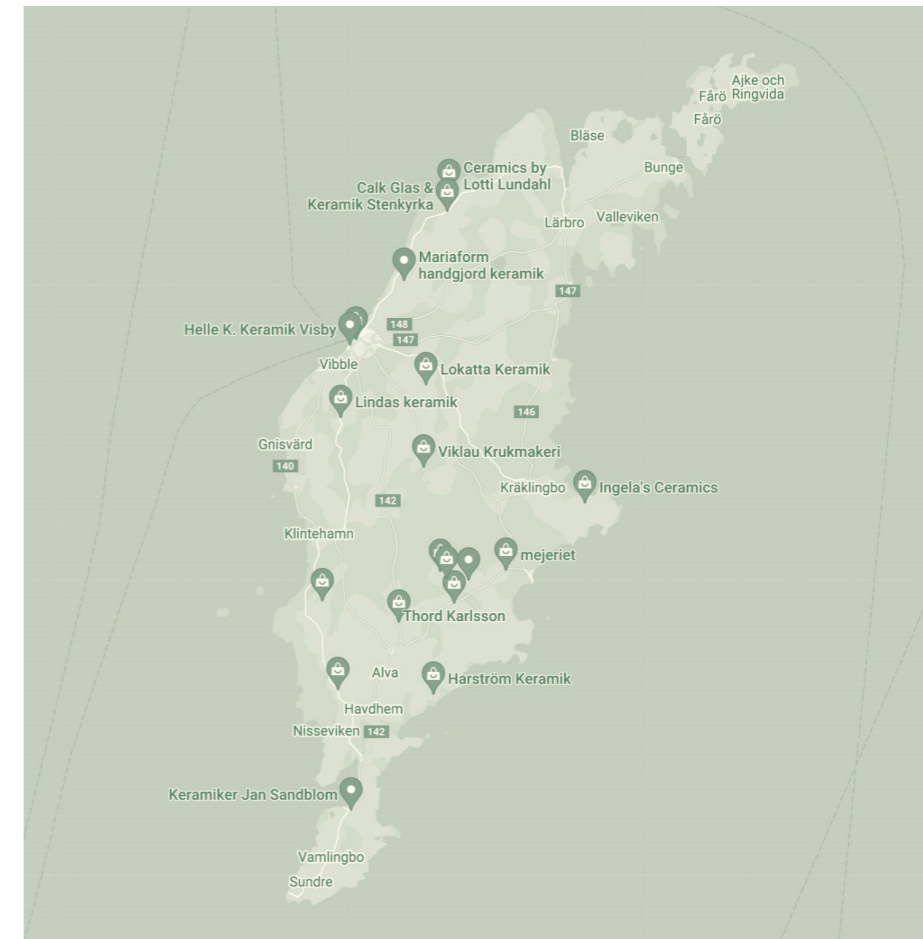 Ajke och
Ringvida
Fårö
Fårö
Bläse
Bunge
Ceramics by
Lotti Lundahl
Calk Glas &
Keramik Stenkyrka
Valleviken
Lärbro
Mariaform
handgjord keramik
147
148
Helle K. Keramik Visby
147
Vibble
Lokatta Keramik
Lindas keramik
146
Gnisvärd
Viklau Krukmakeri
140
Kräklingbo
Ingela's Ceramics
142
Klintehamn
mejeriet
Thord Karlsson
Alva
Harström Keramik
Havdhem
Nisseviken
142
Keramiker Jan Sandblom
Vamlingbo
Sundre